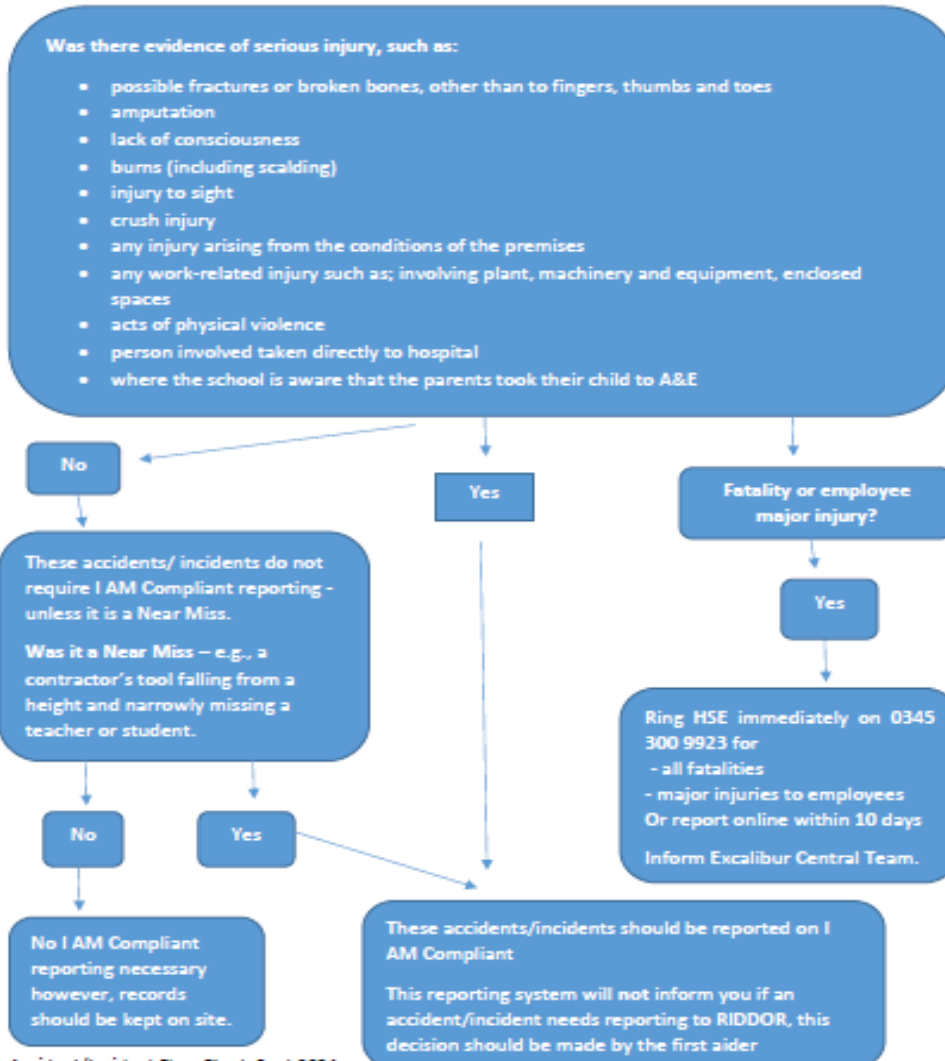 Was there evidence of serious injury, such as:
• possible fractures or broken bones, other than to fingers, thumbs and toes
• amputation
• lack of consciousness
• burns (including scalding)
• injury to sight
• crush injury
• any injury arising from the conditions of the premises
• any work-related injury such as; involving plant, machinery and equipment, enclosed
spaces
• acts of physical violence
• person involved taken directly to hospital
• where the school is aware that the parents took their child to A&E
No
Yes
Fatality or employee
major injury?
These accidents/ incidents do not
require I AM Compliant reporting -
unless it is a Near Miss.
Was it a Near Miss – e.g., a
contractor's tool falling from a
height and narrowly missing a
teacher or student.
Yes
Ring HSE immediately on 0345
300 9923 for
- all fatalities
- major injuries to employees
Or report online within 10 days
Inform Excalibur Central Team.
No
Yes
No I AM Compliant
reporting necessary
however, records
should be kept on site.
These accidents/incidents should be reported on I
AM Compliant
This reporting system will not inform you if an
accident/incident needs reporting to RIDDOR, this
decision should be made by the first aider